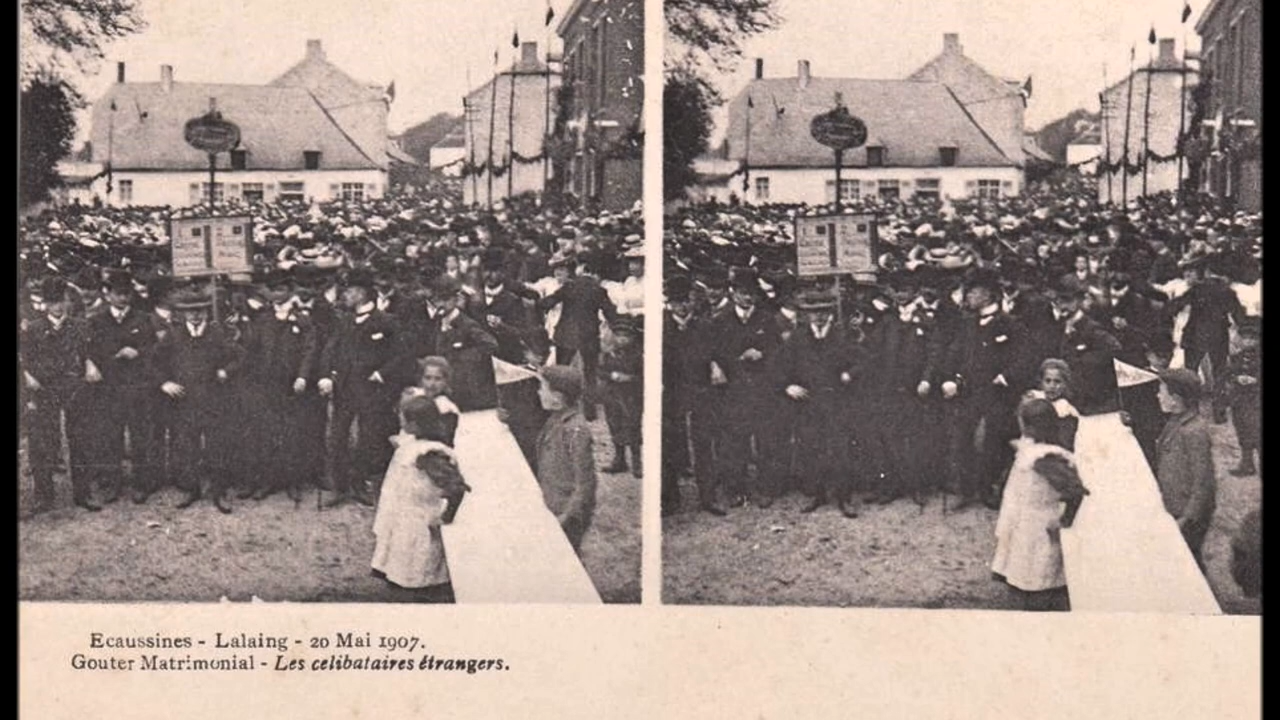 Ecaussines - Lalaing - 20 Mai 1907.
Gouter Matrimonial - Les celibataires étrangers.